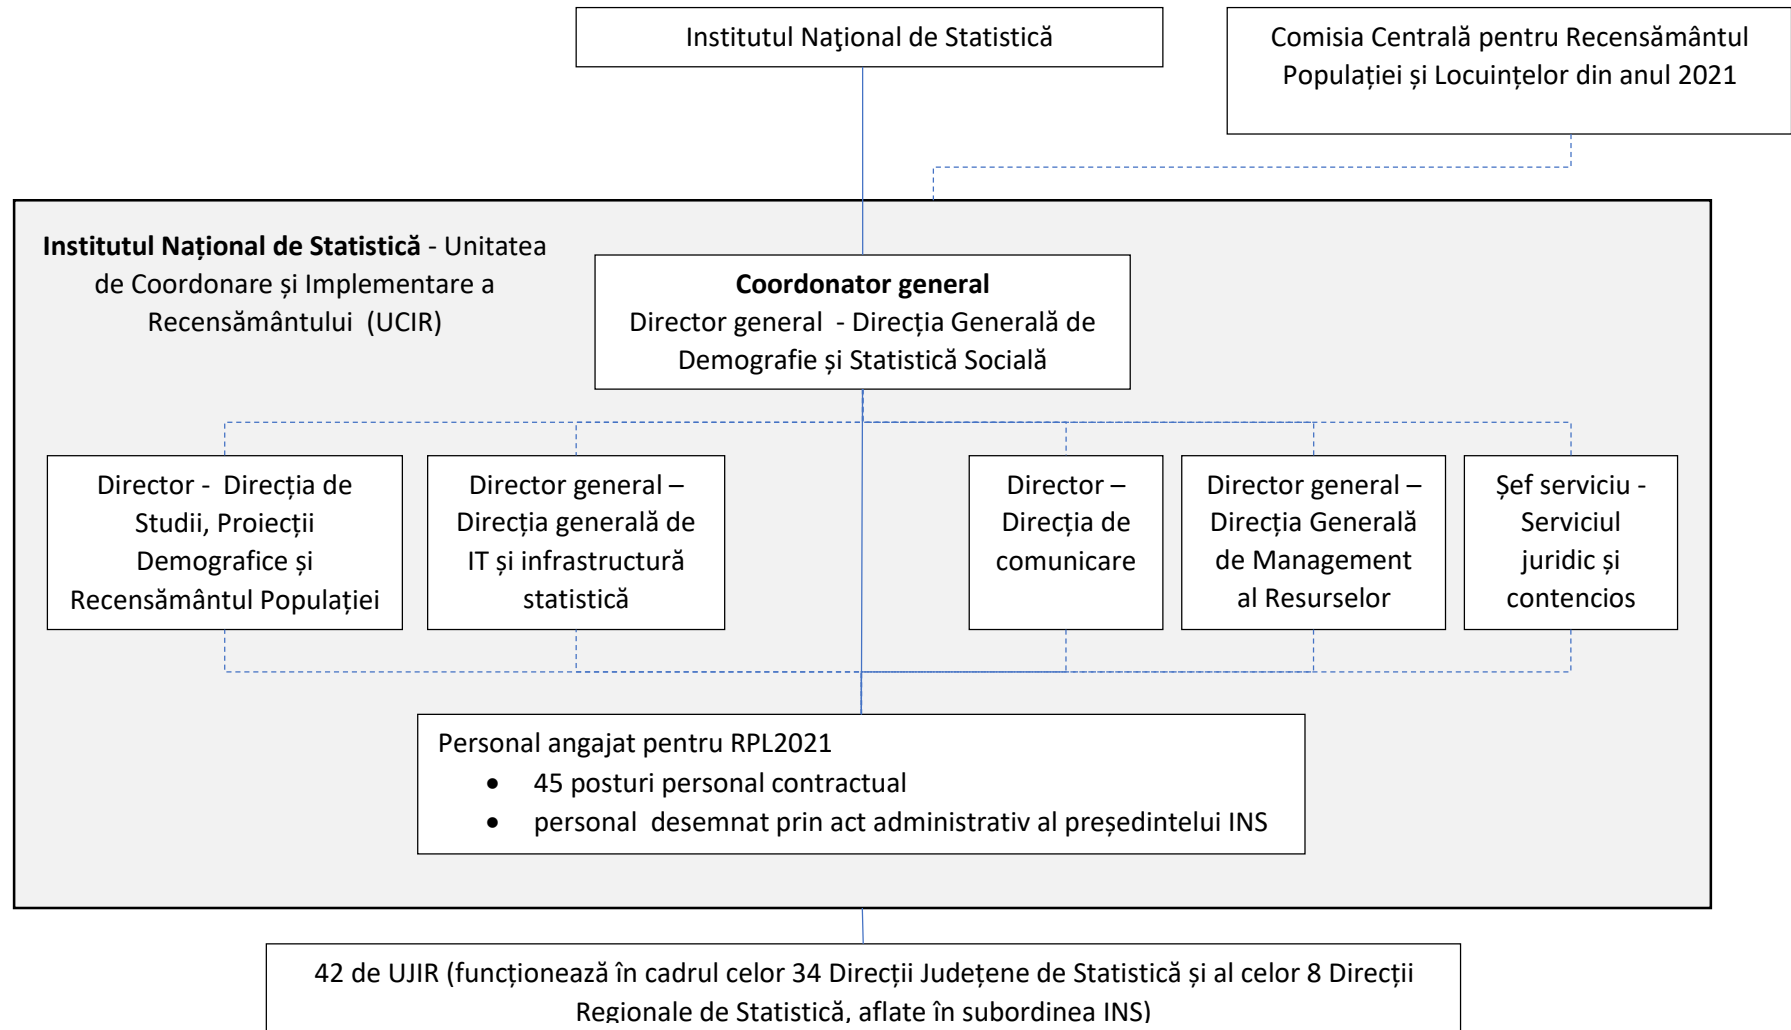 Institutul Naţional de Statistică
Comisia Centrală pentru Recensământul
Populației și Locuințelor din anul 2021
Institutul Național de Statistică - Unitatea
de Coordonare și Implementare a
Recensământului (UCIR)
Coordonator general
Director general - Direcția Generală de
Demografie și Statistică Socială
Director - Direcția de
Studii, Proiecții
Demografice și
Recensământul Populației
Director general –
Direcția generală de
IT și infrastructură
statistică
Director –
Direcția de
comunicare
Director general –
Direcția Generală
de Management
al Resurselor
Șef serviciu -
Serviciul
juridic și
contencios
Personal angajat pentru RPL2021
• 45 posturi personal contractual
• personal desemnat prin act administrativ al președintelui INS
42 de UJIR (funcționează în cadrul celor 34 Direcții Județene de Statistică și al celor 8 Direcții
Regionale de Statistică, aflate în subordinea INS)